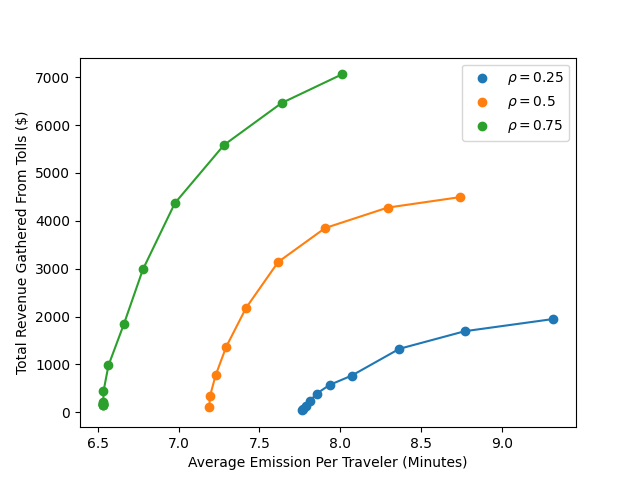 ρ = 0.25
ρ = 0.5
ρ = 0.75
Total Revenue Gathered From Tolls ($)
7000
6000
5000
4000
3000
2000
1000
0
6.5 7.0 7.5 8.0 8.5 9.0
Average Emission Per Traveler (Minutes)